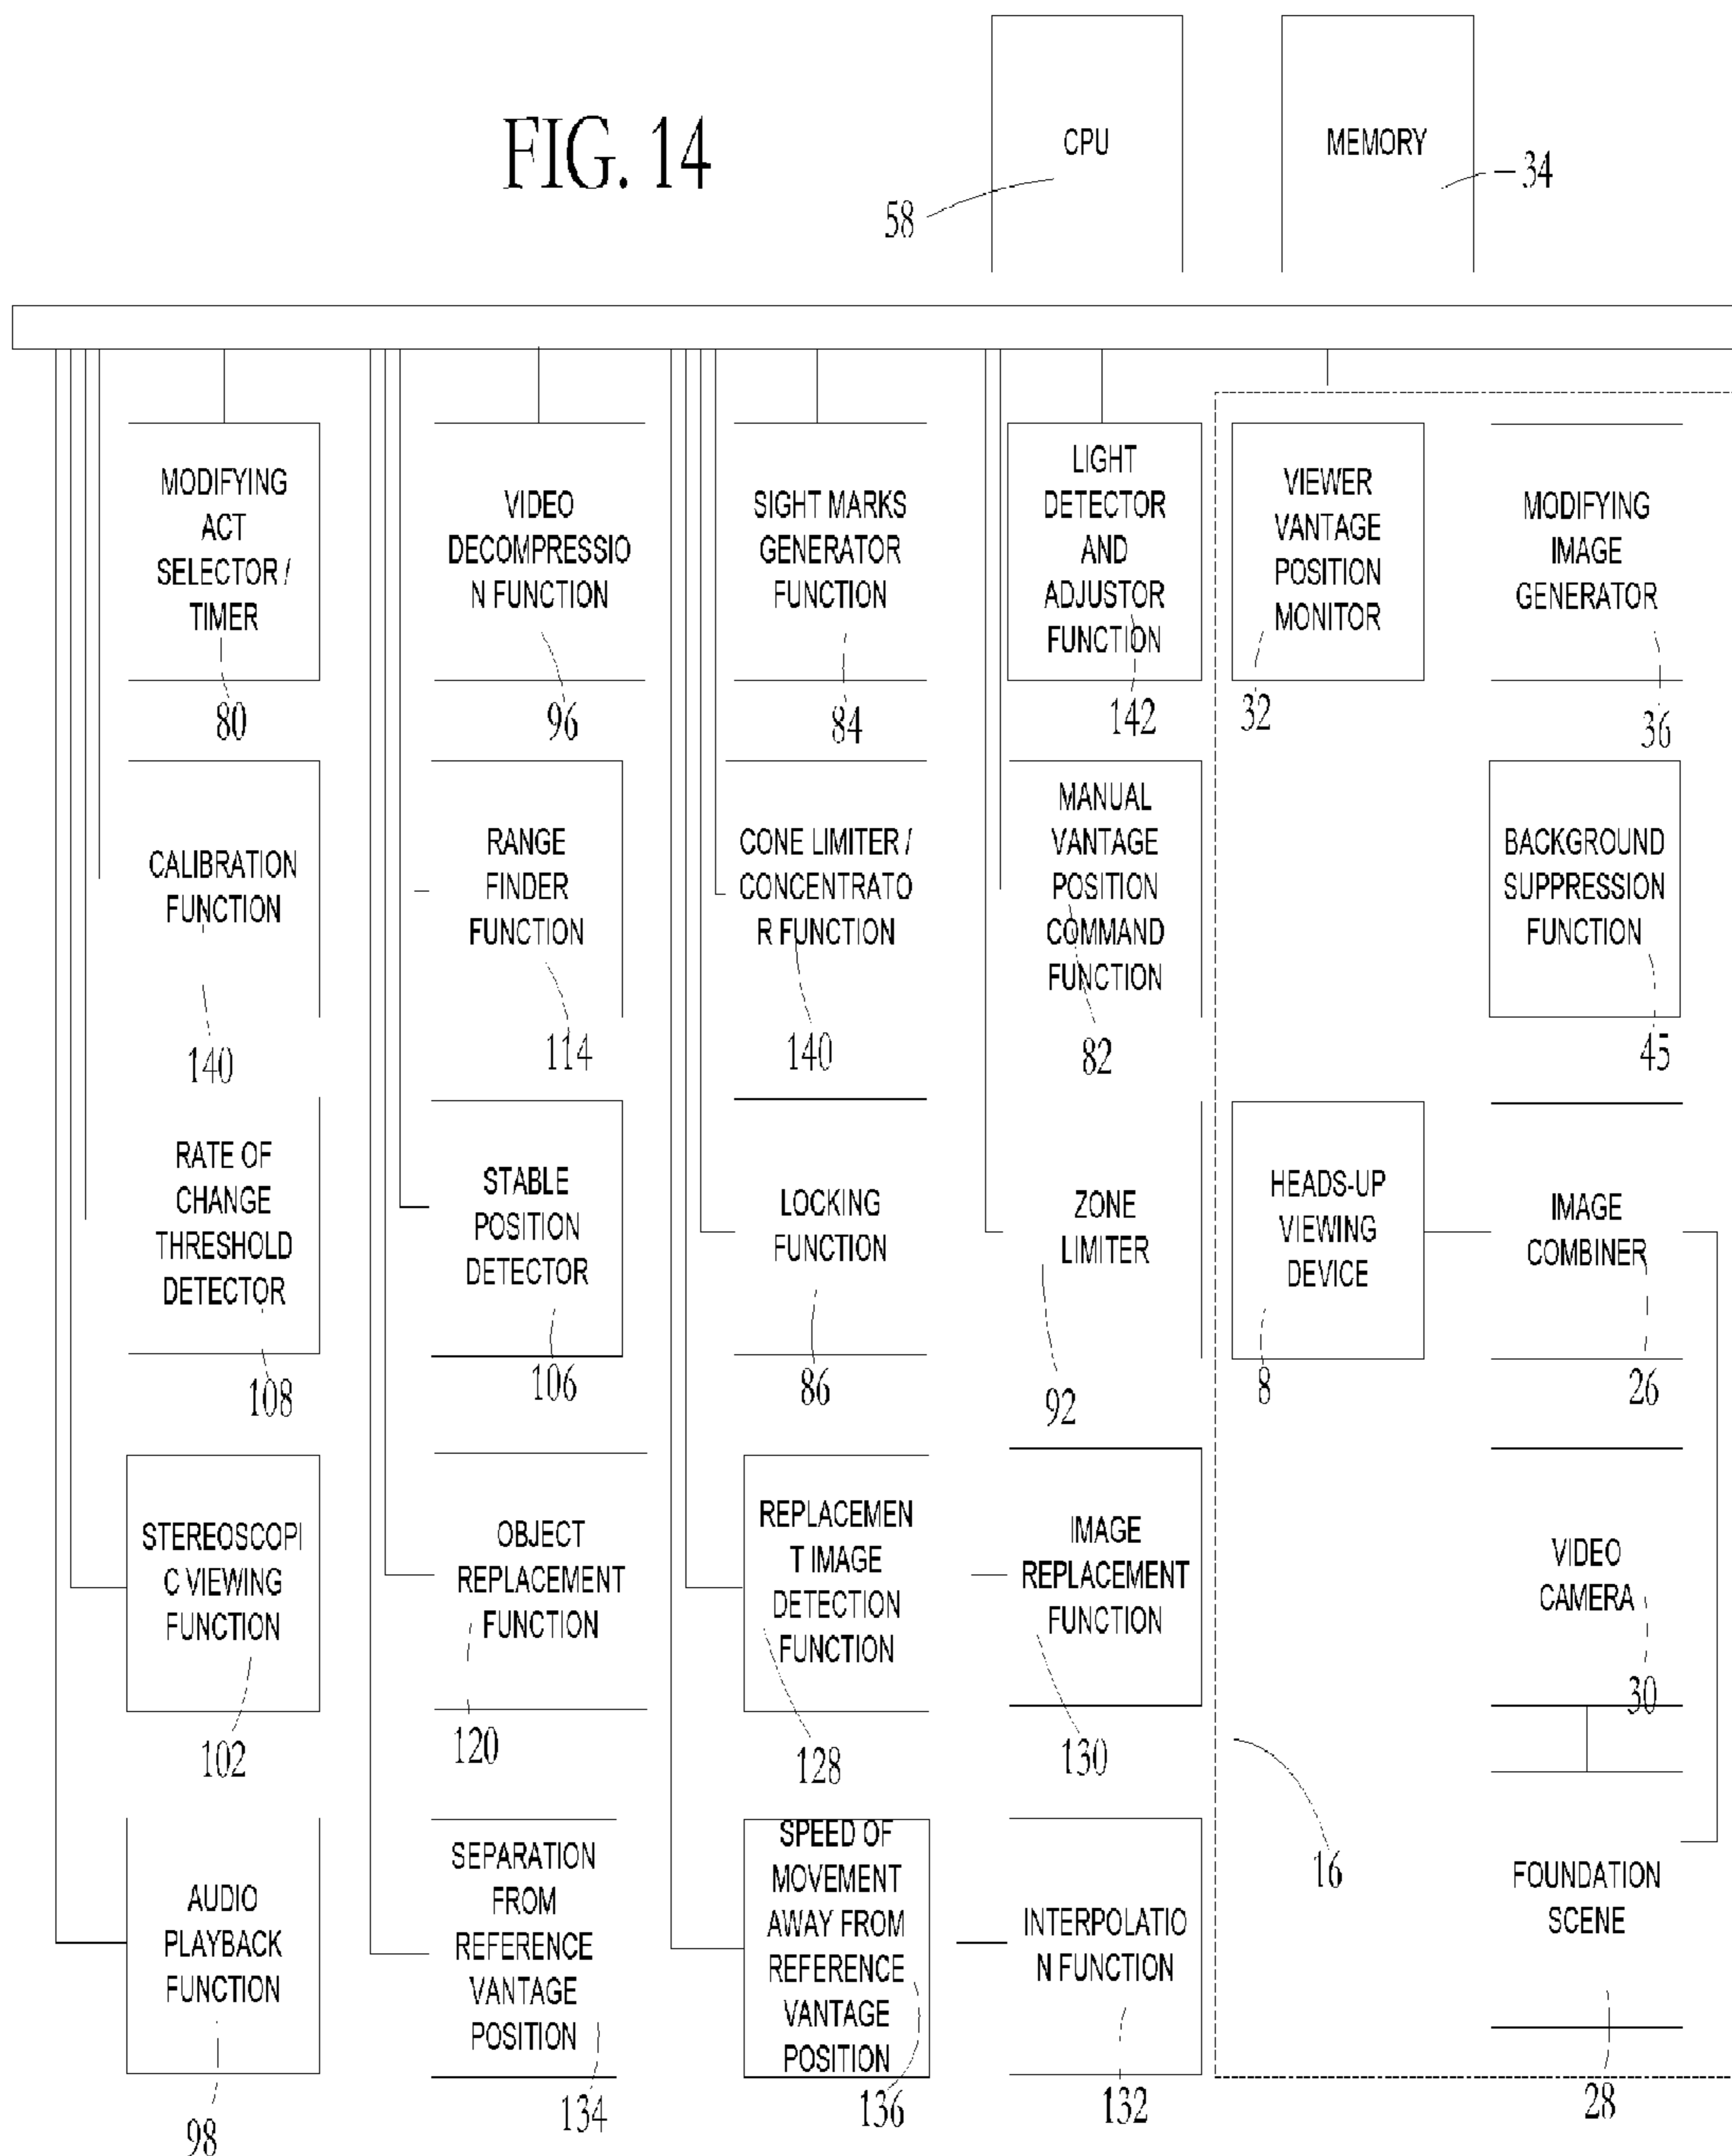 FIG. 14
CPU
58
MEMORY
34
MODIFYING
ACT
SELECTOR /
TIMER
80
VIDEO
DECOMPRESSIO
N FUNCTION
96
SIGHT MARKS
GENERATOR
FUNCTION
84
LIGHT
DETECTOR
AND
ADJUSTOR
FUNCTION
142
VIEWER
VANTAGE
POSITION
MONITOR
32
MODIFYING
IMAGE
GENERATOR
36
CALIBRATION
FUNCTION
140
RANGE
FINDER
FUNCTION
114
CONE LIMITER /
CONCENTRATO
R FUNCTION
140
MANUAL
VANTAGE
POSITION
COMMAND
FUNCTION
82
BACKGROUND
SUPPRESSION
FUNCTION
45
RATE OF
CHANGE
THRESHOLD
DETECTOR
108
STABLE
POSITION
DETECTOR
106
LOCKING
FUNCTION
86
ZONE
LIMITER
92
HEADS-UP
VIEWING
DEVICE
8
IMAGE
COMBINER
26
STEREOSCOPI
C VIEWING
FUNCTION
102
OBJECT
REPLACEMENT
FUNCTION
120
REPLACEMEN
T IMAGE
DETECTION
FUNCTION
128
IMAGE
REPLACEMENT
FUNCTION
130
VIDEO
CAMERA
30
AUDIO
PLAYBACK
FUNCTION
98
SEPARATION
FROM
REFERENCE
VANTAGE
POSITION
134
SPEED OF
MOVEMENT
AWAY FROM
REFERENCE
VANTAGE
POSITION
136
INTERPOLATIO
N FUNCTION
132
16
FOUNDATION
SCENE
28